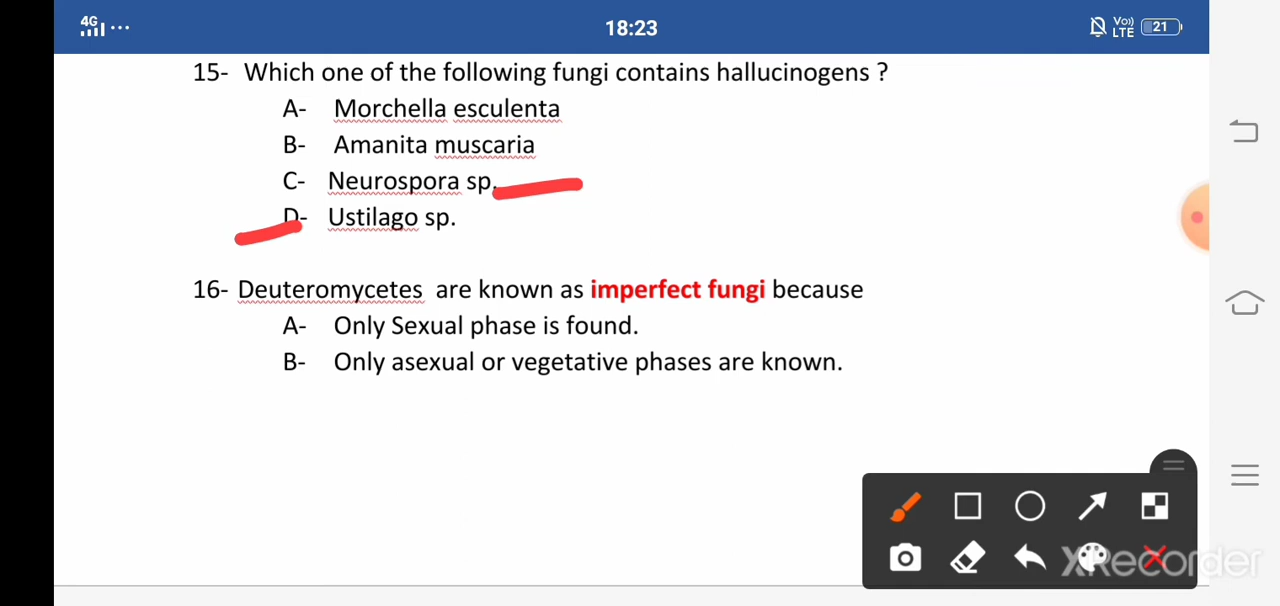 4G 18:23 Vo) LTE 21
15- Which one of the following fungi contains hallucinogens ?
A- Morchella esculenta
B- Amanita muscaria
C- Neurospora sp.
D- Ustilago sp.
16- Deuteromycetes are known as imperfect fungi because
A- Only Sexual phase is found.
B- Only asexual or vegetative phases are known.
XRecorder